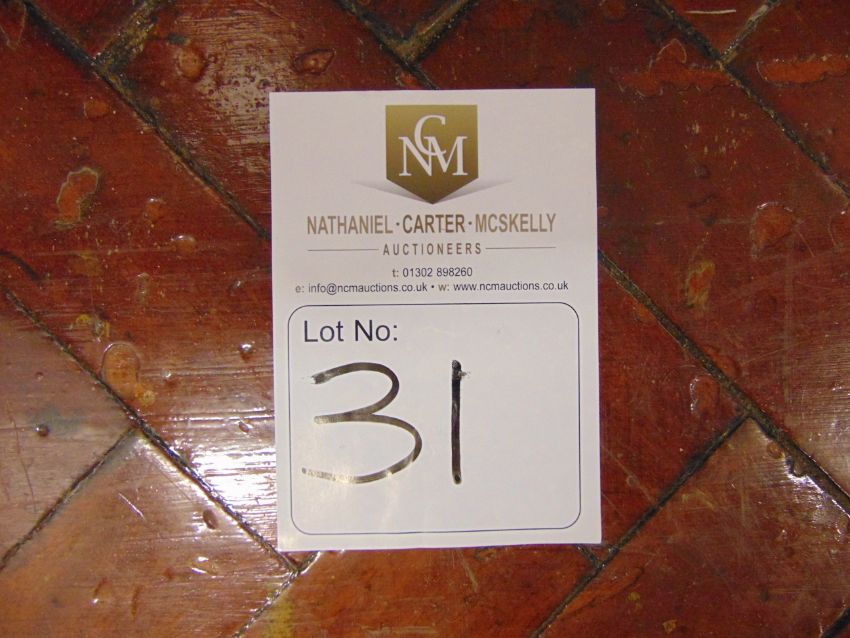 NCM
NATHANIEL · CARTER · MCSKELLY
AUCTIONEERS
t: 01302 898260
e: info@ncmauctions.co.uk • w: www.ncmauctions.co.uk
Lot No:
31